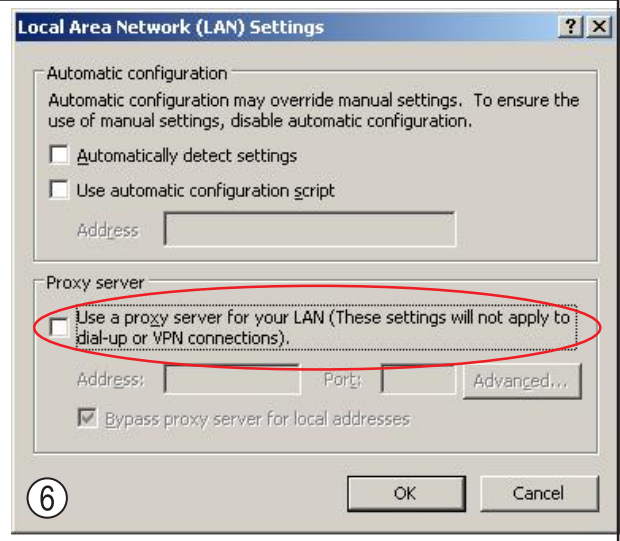 Local Area Network (LAN) Settings
Automatic configuration
Automatic configuration may override manual settings. To ensure the
use of manual settings, disable automatic configuration.
Automatically detect settings
Use automatic configuration script
Address
Proxy server
Use a proxy server for your LAN (These settings will not apply to
dial-up or VPN connections).
Address: Port: Advanced...
Bypass proxy server for local addresses
6 OK Cancel